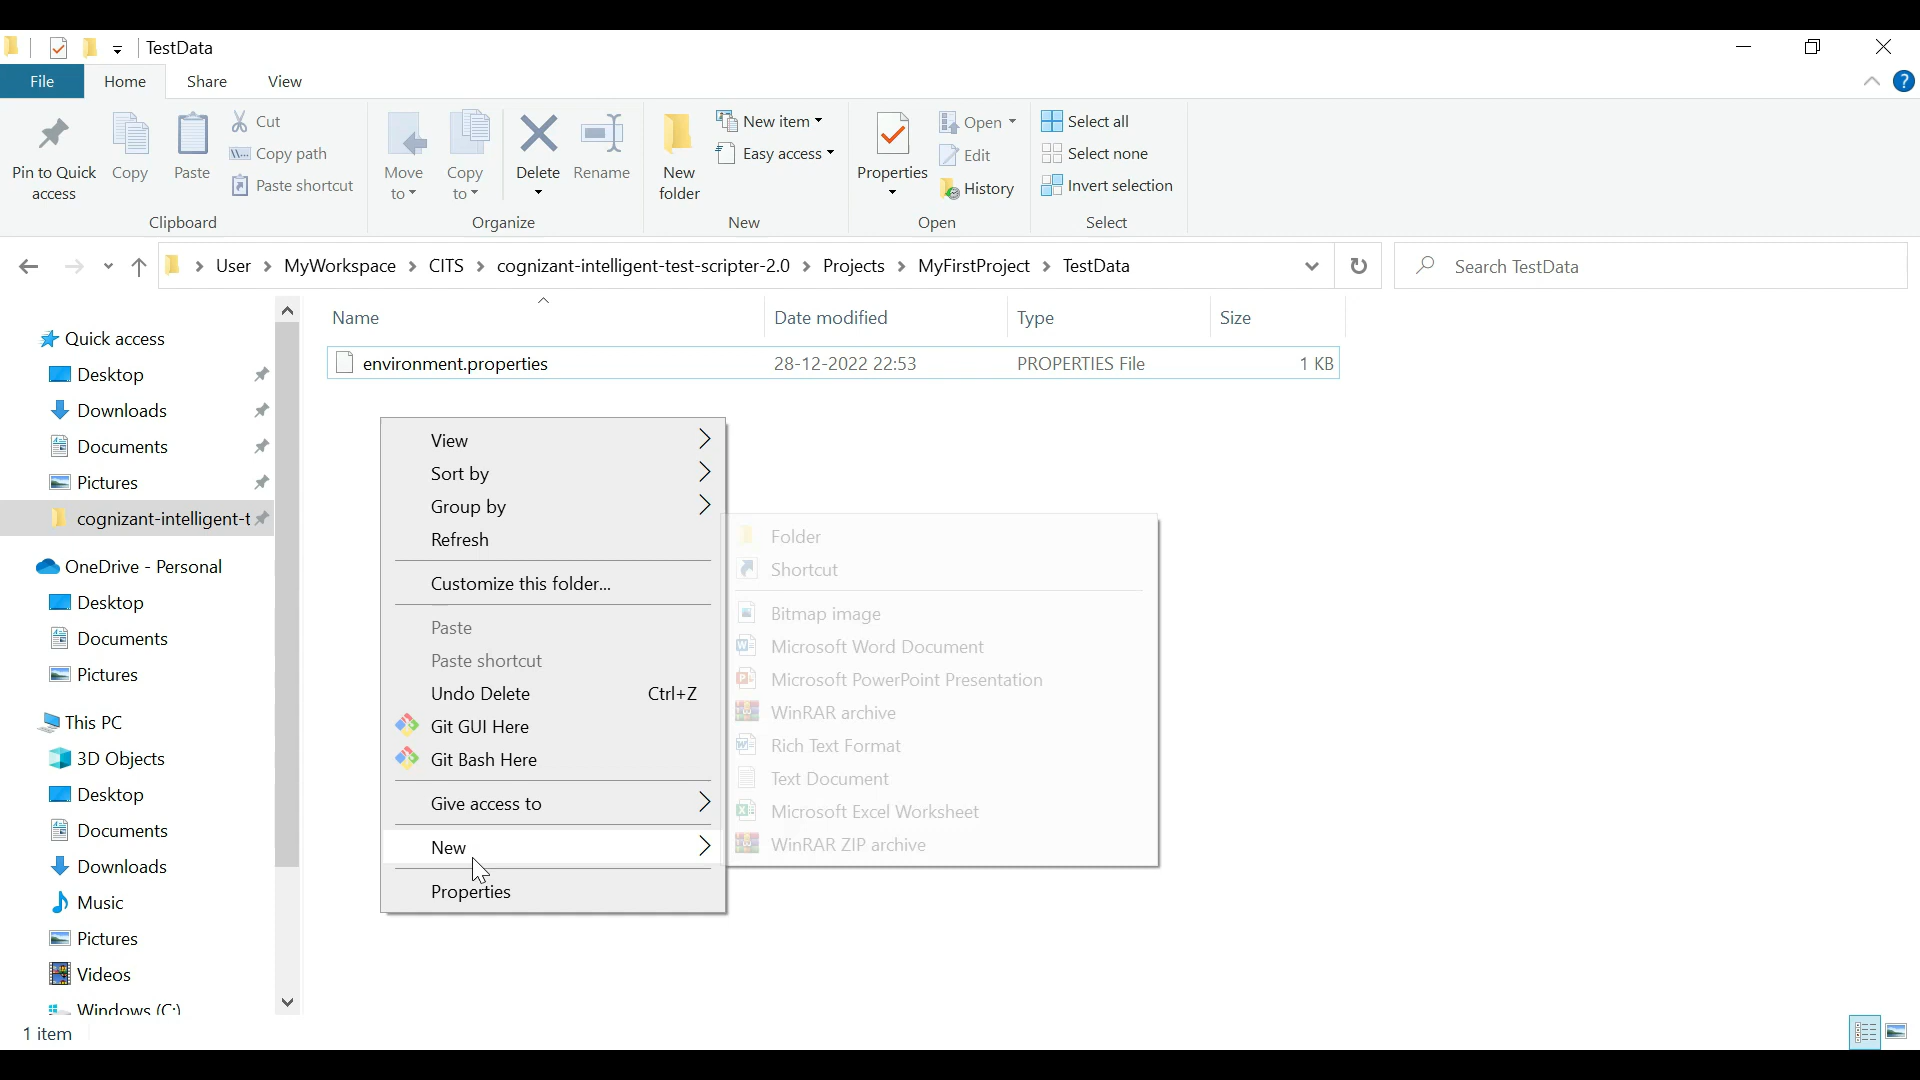 TestData
File Home Share View
Pin to Quick access
Copy
Paste
Cut
Copy path
Paste shortcut
Clipboard
Move to
Copy to
Delete
Rename
Organize
New folder
New item
Easy access
New
Properties
Open
Edit
History
Open
Select all
Select none
Invert selection
Select
User > MyWorkspace > CITS > cognizant-intelligent-test-scripter-2.0 > Projects > MyFirstProject > TestData
Search TestData
Name Date modified Type Size
environment.properties 28-12-2022 22:53 PROPERTIES File 1 KB
Quick access
Desktop
Downloads
Documents
Pictures
cognizant-intelligent-t
OneDrive - Personal
Desktop
Documents
Pictures
This PC
3D Objects
Desktop
Documents
Downloads
Music
Pictures
Videos
Windows (C:)
View
Sort by
Group by
Refresh
Customize this folder...
Paste
Paste shortcut
Undo Delete Ctrl+Z
Git GUI Here
Git Bash Here
Give access to
New
Properties
Folder
Shortcut
Bitmap image
Microsoft Word Document
Microsoft PowerPoint Presentation
WinRAR archive
Rich Text Format
Text Document
Microsoft Excel Worksheet
WinRAR ZIP archive
1 item